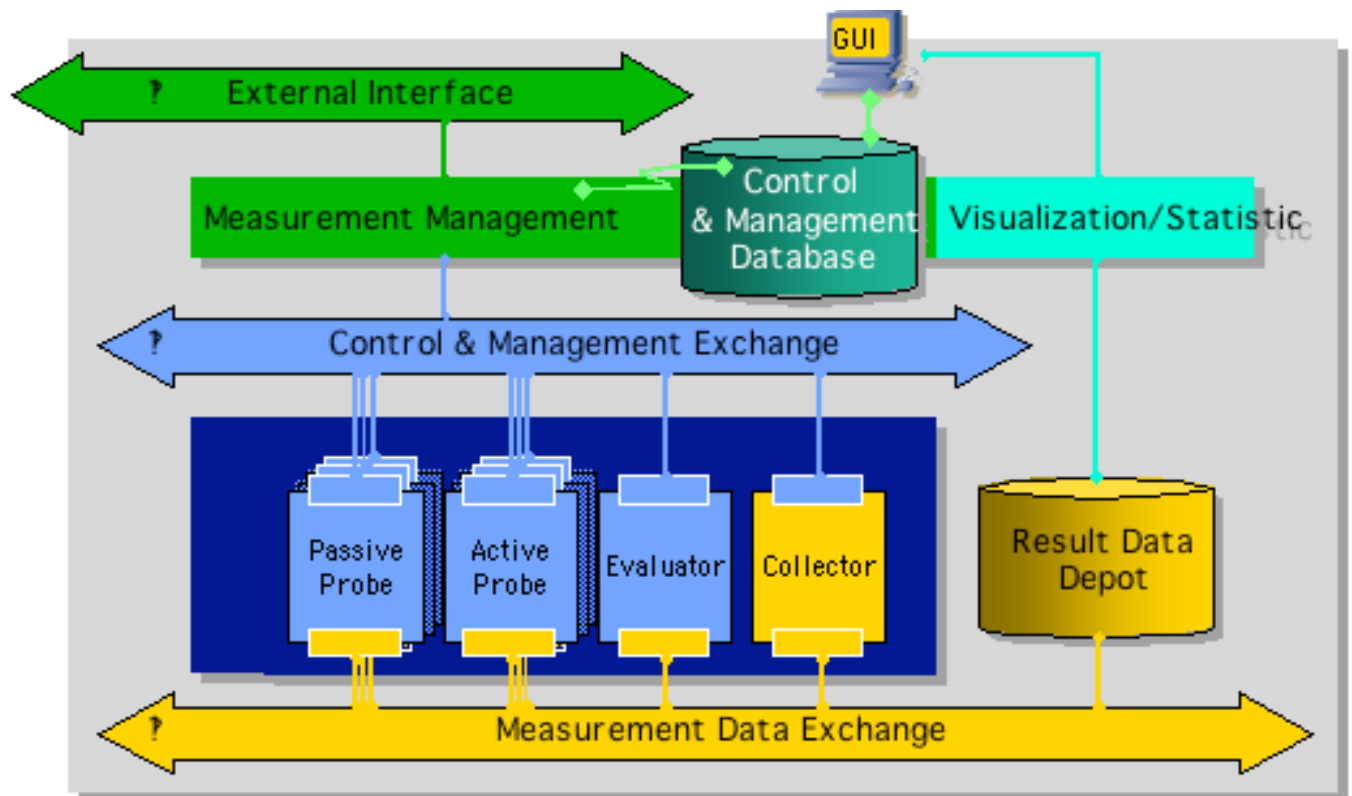 GUI
? External Interface
Control
& Management
Database
Measurement Management
Visualization/Statistic
? Control & Management Exchange
Passive
Probe
Active
Probe
Evaluator
Collector
Result Data
Depot
? Measurement Data Exchange